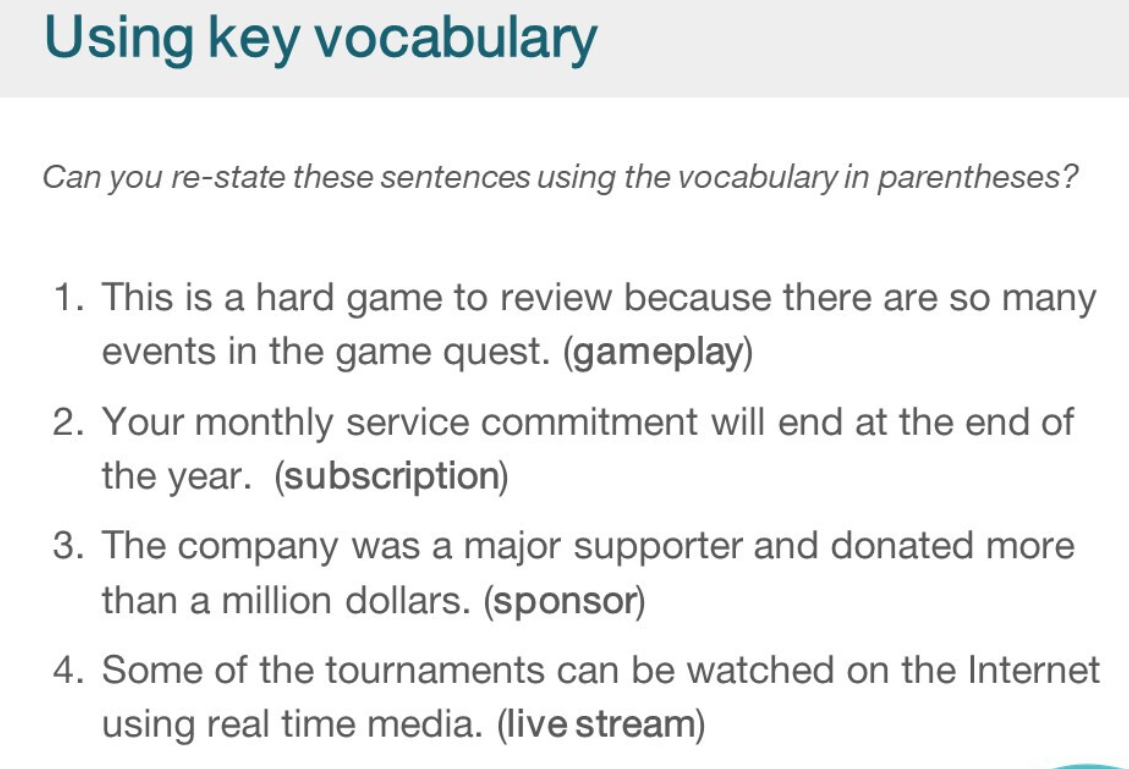 Using key vocabulary
Can you re-state these sentences using the vocabulary in parentheses?
1. This is a hard game to review because there are so many
events in the game quest. (gameplay)
2. Your monthly service commitment will end at the end of
the year. (subscription)
3. The company was a major supporter and donated more
than a million dollars. (sponsor)
4. Some of the tournaments can be watched on the Internet
using real time media. (live stream)